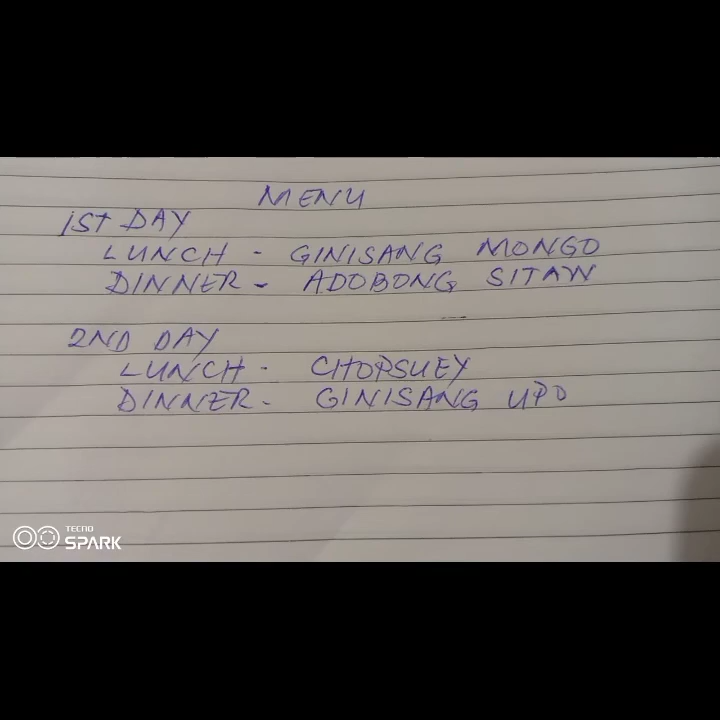 MENU
1ST DAY
LUNCH - GINISANG MONGO
DINNER - ADOBONG SITAW
2ND DAY
LUNCH - CHOPSUEY
DINNER - GINISANG UPO
TECNO
SPARK